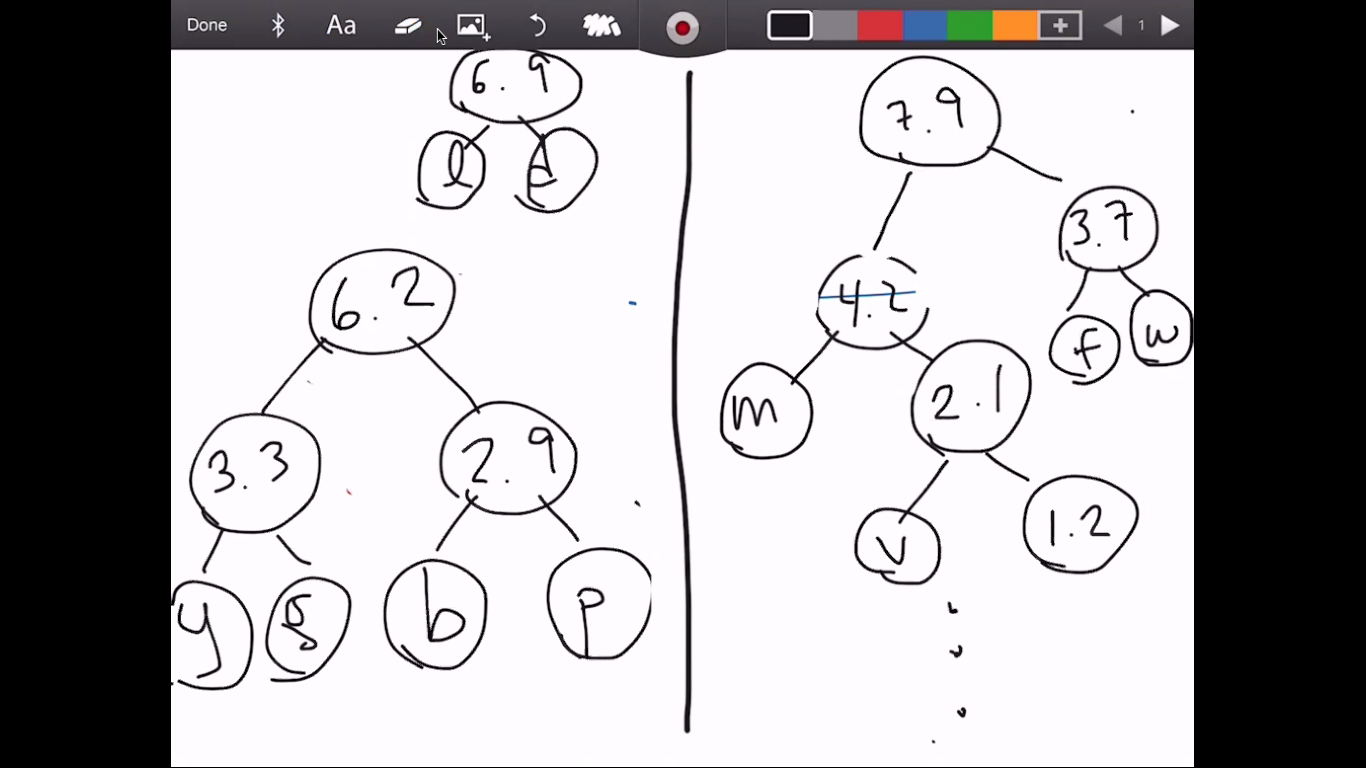 Done
Aa
1
6.9
l d
6.2
3.3 2.9
y g b p
7.9
3.7
4.2
f w
m 2.1
v 1.2